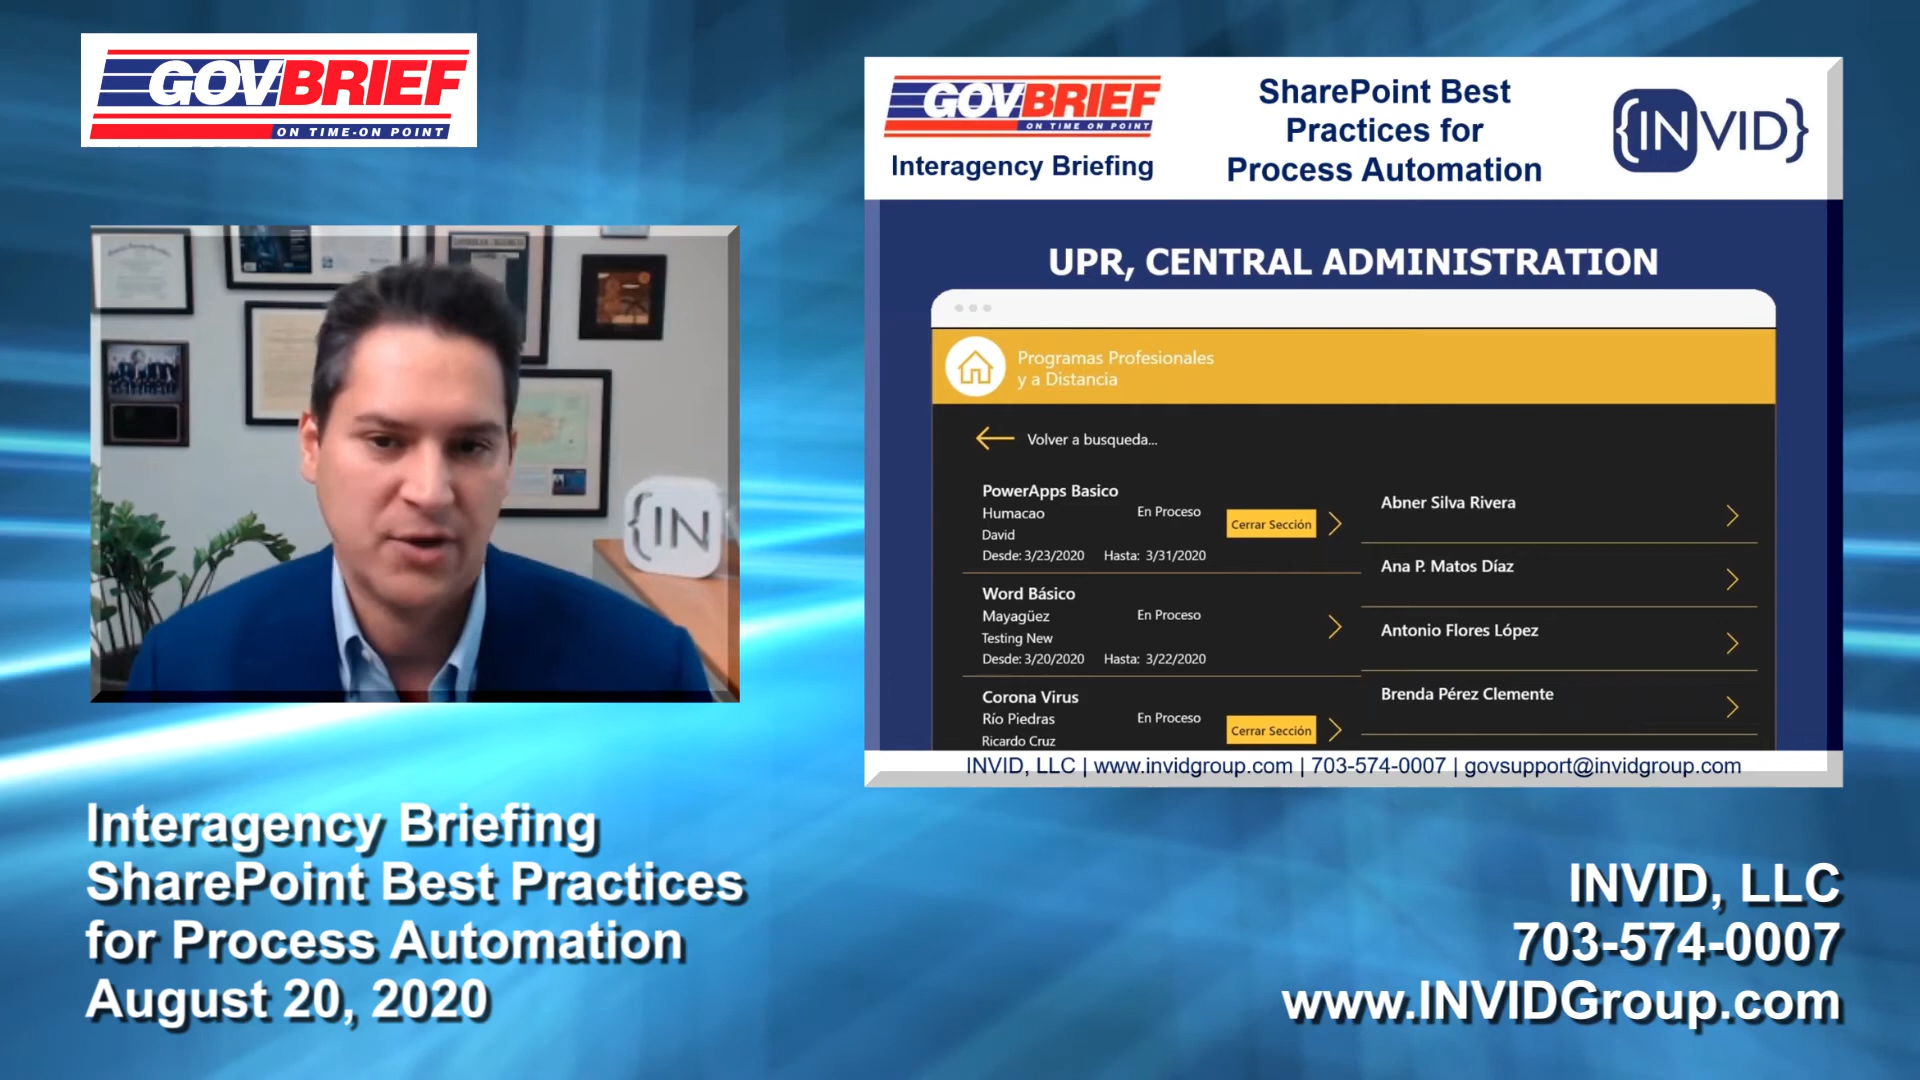 GOVBRIEF
ON TIME-ON POINT
{IN
Interagency Briefing
SharePoint Best Practices
for Process Automation
August 20, 2020
GOVBRIEF
ON TIME ON POINT
Interagency Briefing
SharePoint Best
Practices for
Process Automation
{INVID}
UPR, CENTRAL ADMINISTRATION
Programas Profesionales
y a Distancia
Volver a busqueda...
PowerApps Basico
Humacao
En Proceso
Cerrar Sección
David
Desde: 3/23/2020 Hasta: 3/31/2020
Word Básico
Mayagüez
En Proceso
Testing New
Desde: 3/20/2020 Hasta: 3/22/2020
Corona Virus
Río Piedras
En Proceso
Cerrar Sección
Ricardo Cruz
Abner Silva Rivera
Ana P. Matos Díaz
Antonio Flores López
Brenda Pérez Clemente
INVID, LLC | www.invidgroup.com | 703-574-0007 | govsupport@invidgroup.com
INVID, LLC
703-574-0007
www.INVIDGroup.com